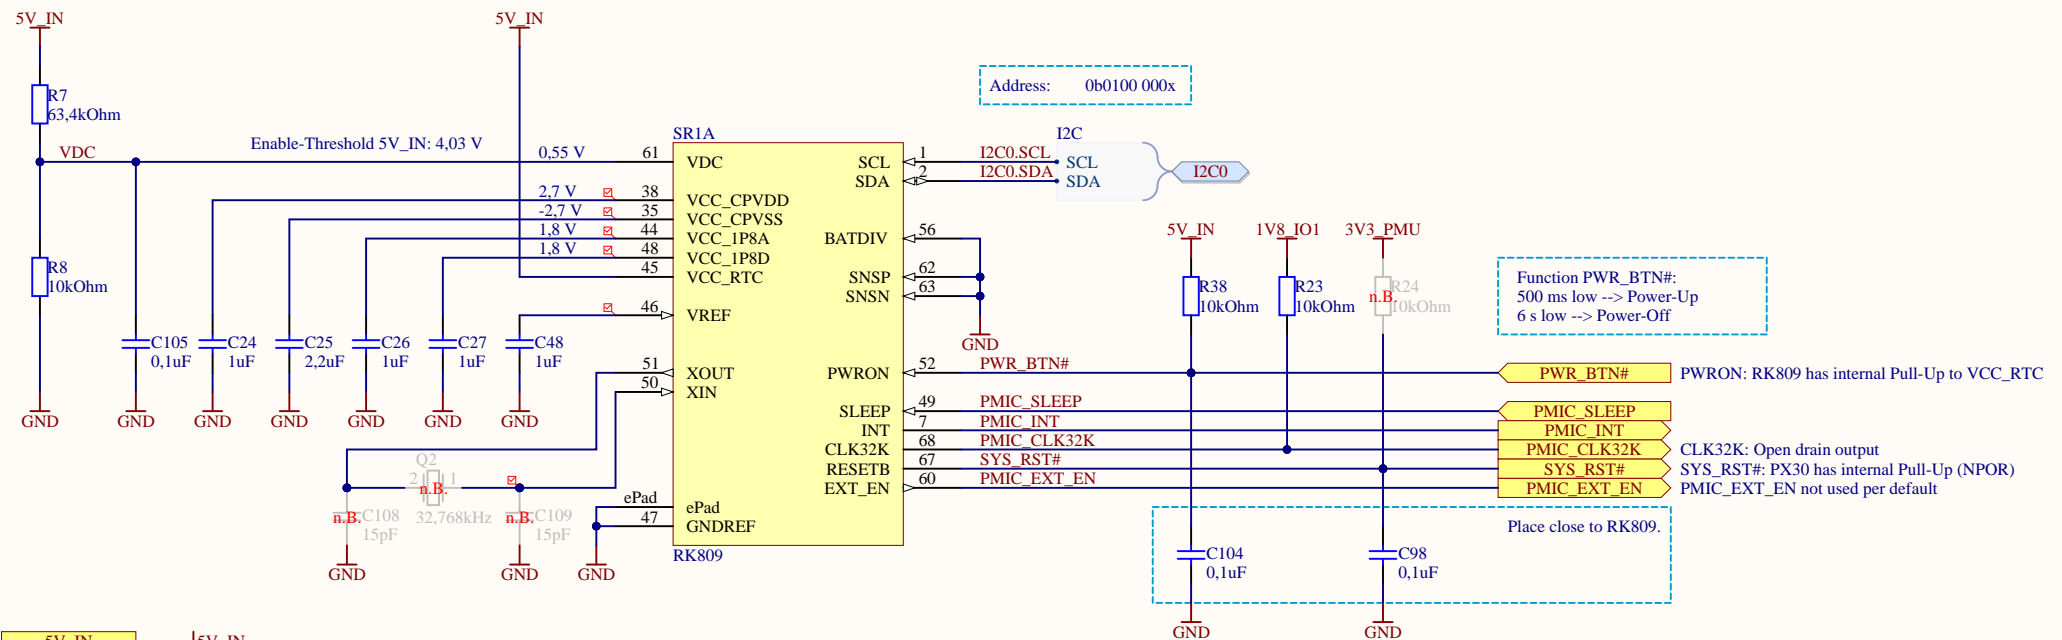 5V_IN
5V_IN
R7
63,4kOhm
VDC
Enable-Threshold 5V_IN: 4,03 V
R8
10kOhm
GND
C105
0,1uF
GND
C24
1uF
GND
C25
2,2uF
GND
C26
1uF
GND
C27
1uF
GND
C48
1uF
GND
0,55 V
2,7 V
-2,7 V
1,8 V
1,8 V
61
38
35
44
48
45
46
51
50
ePad
47
SR1A
VDC
VCC_CPVDD
VCC_CPVSS
VCC_1P8A
VCC_1P8D
VCC_RTC
VREF
XOUT
XIN
ePad
GNDREF
RK809
SCL
SDA
BATDIV
SNSP
SNSN
PWRON
SLEEP
INT
CLK32K
RESETB
EXT_EN
1
2
56
62
63
52
49
7
68
67
60
Q2
2
n.B.
1
32,768kHz
n.B.
C108
15pF
GND
n.B.
C109
15pF
GND
GND
Address: 0b0100 000x
I2C
I2C0.SCL
I2C0.SDA
SCL
SDA
I2C0
GND
5V_IN
1V8_IO1
3V3_PMU
R38
10kOhm
R23
10kOhm
R24
n.B.
10kOhm
Function PWR_BTN#:
500 ms low --> Power-Up
6 s low --> Power-Off
PWR_BTN#
PMIC_SLEEP
PMIC_INT
PMIC_CLK32K
SYS_RST#
PMIC_EXT_EN
PWR_BTN#
PWRON: RK809 has internal Pull-Up to VCC_RTC
PMIC_SLEEP
PMIC_INT
PMIC_CLK32K
CLK32K: Open drain output
SYS_RST#
SYS_RST#: PX30 has internal Pull-Up (NPOR)
PMIC_EXT_EN
PMIC_EXT_EN not used per default
Place close to RK809.
C104
0,1uF
GND
C98
0,1uF
GND
5V_IN
5V_IN